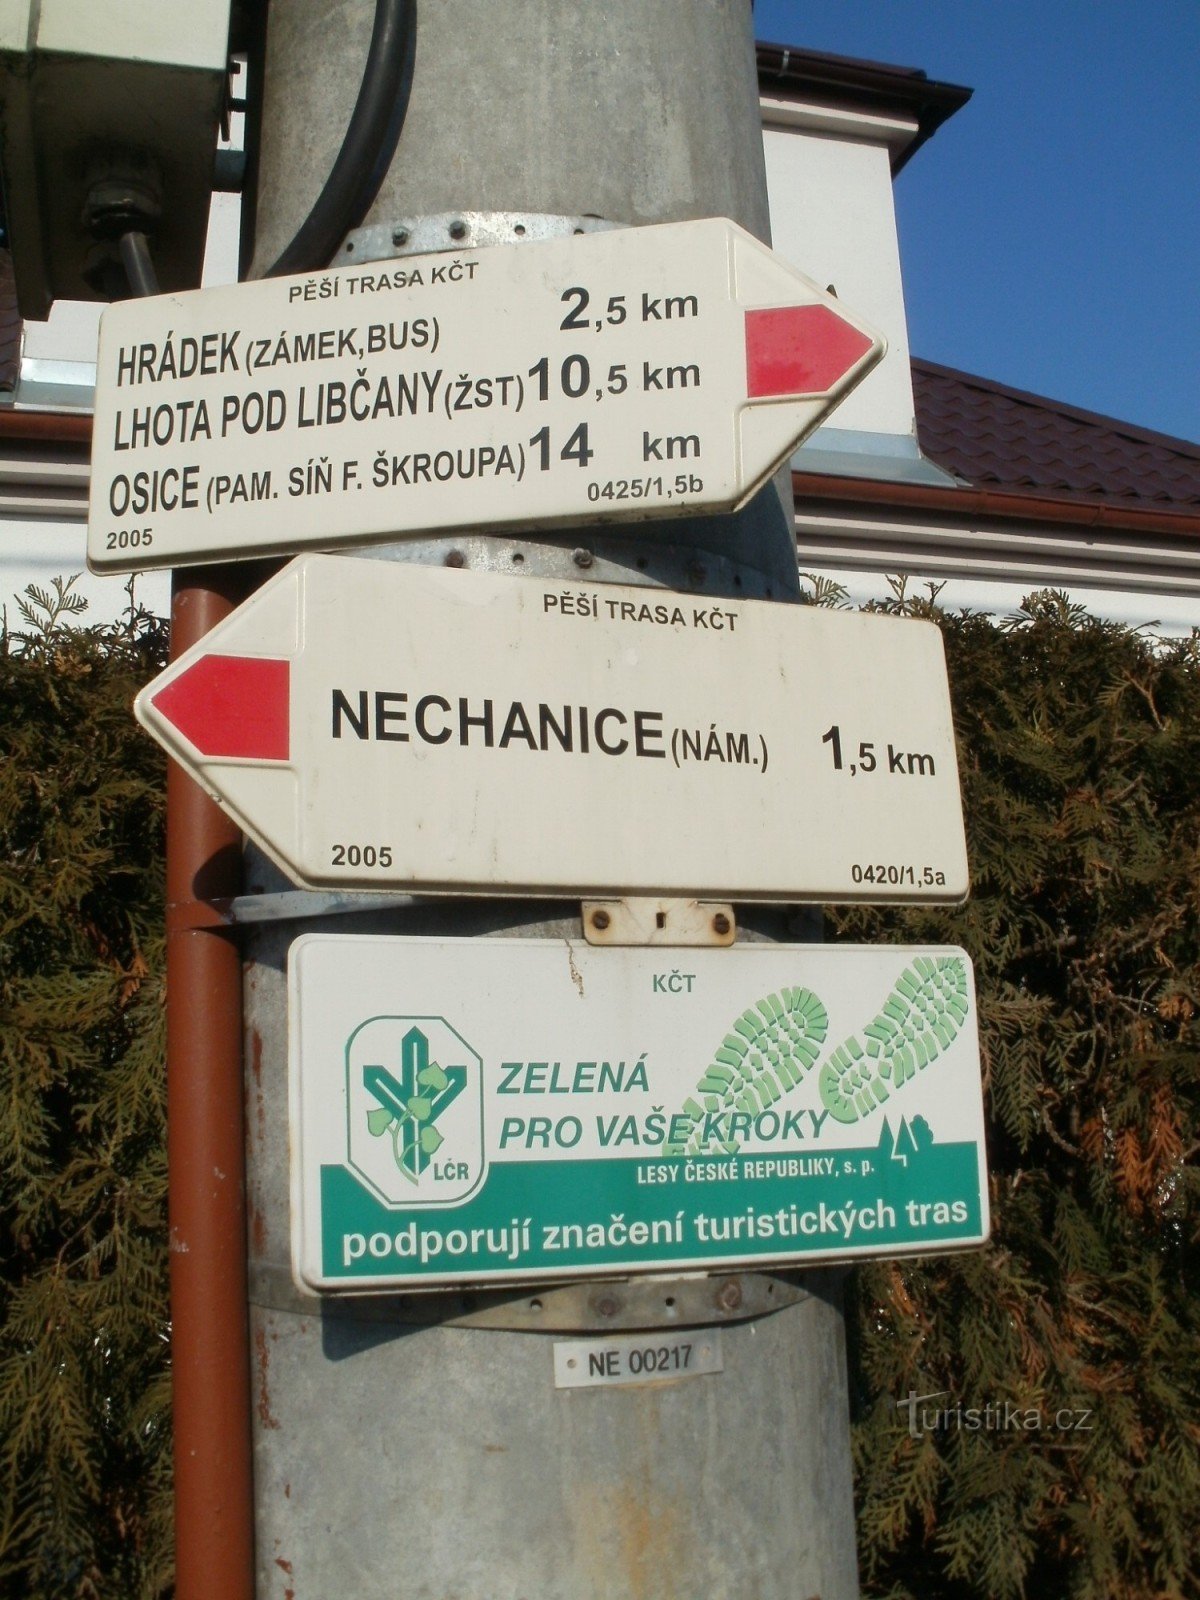 PĚŠÍ TRASA KČT
HRÁDEK (ZÁMEK,BUS) 2,5 km
LHOTA POD LIBČANY (ŽST) 10,5 km
OSICE (PAM. SÍŇ F. ŠKROUPA) 14 km
2005 0425/1,5b
PĚŠÍ TRASA KČT
NECHANICE (NÁM.) 1,5 km
2005 0420/1,5a
KČT
ZELENÁ
PRO VAŠE KROKY
LČR
LESY ČESKÉ REPUBLIKY, s. p.
podporují značení turistických tras
NE 00217
Turistika.cz